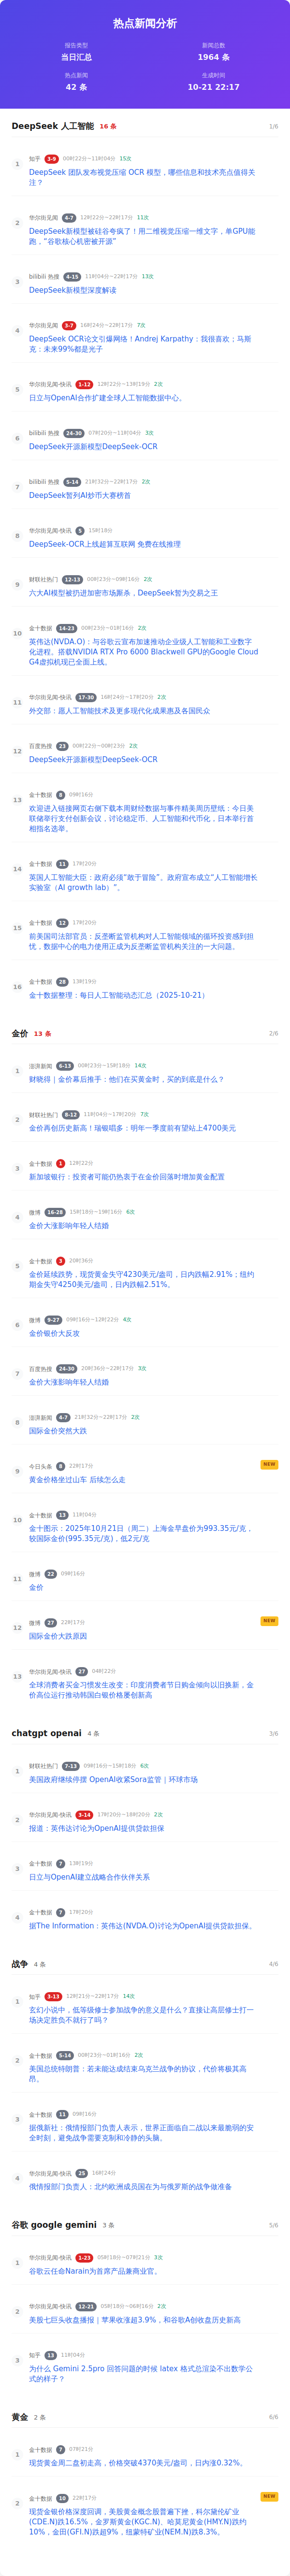 热点新闻分析
报告类型
新闻总数
当日汇总
1964 条
热点新闻
生成时间
42 条
10-21 22:17
DeepSeek 人工智能 16 条 1/6
1
知乎 3-9 00时22分~11时04分 15次
DeepSeek 团队发布视觉压缩 OCR 模型，哪些信息和技术亮点值得关
注？
2
华尔街见闻 4-7 12时22分~22时17分 11次
DeepSeek新模型被硅谷夸疯了！用二维视觉压缩一维文字，单GPU能
跑，“谷歌核心机密被开源”
3
bilibili 热搜 4-15 11时04分~22时17分 13次
DeepSeek新模型深度解读
4
华尔街见闻 3-7 16时24分~22时17分 7次
DeepSeek OCR论文引爆网络！Andrej Karpathy：我很喜欢；马斯
克：未来99%都是光子
5
华尔街见闻-快讯 1-12 12时22分~13时19分 2次
日立与OpenAI合作扩建全球人工智能数据中心。
6
bilibili 热搜 24-30 07时20分~11时04分 3次
DeepSeek开源新模型DeepSeek-OCR
7
bilibili 热搜 5-14 21时32分~22时17分 2次
DeepSeek暂列AI炒币大赛榜首
8
华尔街见闻-快讯 5 15时18分
DeepSeek-OCR上线超算互联网 免费在线推理
9
财联社热门 12-13 00时23分~09时16分 2次
六大AI模型被扔进加密市场厮杀，DeepSeek暂为交易之王
10
金十数据 14-23 00时23分~01时16分 2次
英伟达(NVDA.O)：与谷歌云宣布加速推动企业级人工智能和工业数字
化进程。搭载NVIDIA RTX Pro 6000 Blackwell GPU的Google Cloud
G4虚拟机现已全面上线。
11
华尔街见闻-快讯 17-30 16时24分~17时20分 2次
外交部：愿人工智能技术及更多现代化成果惠及各国民众
12
百度热搜 23 00时22分~00时23分 2次
DeepSeek开源新模型DeepSeek-OCR
13
金十数据 8 09时16分
欢迎进入链接网页右侧下载本周财经数据与事件精美周历壁纸：今日美
联储举行支付创新会议，讨论稳定币、人工智能和代币化，日本举行首
相指名选举。
14
金十数据 11 17时20分
英国人工智能大臣：政府必须“敢于冒险”。政府宣布成立“人工智能增长
实验室（AI growth lab）”。
15
金十数据 12 17时20分
前美国司法部官员：反垄断监管机构对人工智能领域的循环投资感到担
忧，数据中心的电力使用正成为反垄断监管机构关注的一大问题。
16
金十数据 28 13时19分
金十数据整理：每日人工智能动态汇总（2025-10-21）
金价 13 条 2/6
1
澎湃新闻 6-13 00时23分~15时18分 14次
财晓得｜金价幕后推手：他们在买黄金时，买的到底是什么？
2
财联社热门 8-12 11时04分~17时20分 7次
金价再创历史新高！瑞银唱多：明年一季度前有望站上4700美元
3
金十数据 1 12时22分
新加坡银行：投资者可能仍热衷于在金价回落时增加黄金配置
4
微博 16-28 15时18分~19时16分 6次
金价大涨影响年轻人结婚
5
金十数据 3 20时36分
金价延续跌势，现货黄金失守4230美元/盎司，日内跌幅2.91%；纽约
期金失守4250美元/盎司，日内跌幅2.51%。
6
微博 9-27 09时16分~12时22分 4次
金价银价大反攻
7
百度热搜 24-30 20时36分~22时17分 3次
金价大涨影响年轻人结婚
8
澎湃新闻 4-7 21时32分~22时17分 2次
国际金价突然大跌
9
今日头条 8 22时17分 NEW
黄金价格坐过山车 后续怎么走
10
金十数据 13 11时04分
金十图示：2025年10月21日（周二）上海金早盘价为993.35元/克，
较国际金价(995.35元/克)，低2元/克
11
微博 22 09时16分
金价
12
微博 27 22时17分 NEW
国际金价大跌原因
13
华尔街见闻-快讯 27 04时22分
全球消费者买金习惯发生改变：印度消费者节日购金倾向以旧换新，金
价高位运行推动韩国白银价格屡创新高
chatgpt openai 4 条 3/6
1
财联社热门 7-13 09时16分~15时18分 6次
美国政府继续停摆 OpenAI收紧Sora监管｜环球市场
2
华尔街见闻-快讯 3-14 17时20分~18时20分 2次
报道：英伟达讨论为OpenAI提供贷款担保
3
金十数据 7 13时19分
日立与OpenAI建立战略合作伙伴关系
4
金十数据 7 17时20分
据The Information：英伟达(NVDA.O)讨论为OpenAI提供贷款担保。
战争 4 条 4/6
1
知乎 3-13 12时21分~22时17分 14次
玄幻小说中，低等级修士参加战争的意义是什么？直接让高层修士打一
场决定胜负不就行了吗？
2
金十数据 5-14 00时23分~01时16分 2次
美国总统特朗普：若未能达成结束乌克兰战争的协议，代价将极其高
昂。
3
金十数据 11 09时16分
据俄新社：俄情报部门负责人表示，世界正面临自二战以来最脆弱的安
全时刻，避免战争需要克制和冷静的头脑。
4
华尔街见闻-快讯 25 16时24分
俄情报部门负责人：北约欧洲成员国在为与俄罗斯的战争做准备
谷歌 google gemini 3 条 5/6
1
华尔街见闻-快讯 1-23 05时18分~07时21分 3次
谷歌云任命Narain为首席产品兼商业官。
2
华尔街见闻-快讯 12-21 05时18分~06时16分 2次
美股七巨头收盘播报｜苹果收涨超3.9%，和谷歌A创收盘历史新高
3
知乎 13 11时04分
为什么 Gemini 2.5pro 回答问题的时候 latex 格式总渲染不出数学公
式的样子？
黄金 2 条 6/6
1
金十数据 7 07时21分
现货黄金周二盘初走高，价格突破4370美元/盎司，日内涨0.32%。
2
金十数据 10 22时17分 NEW
现货金银价格深度回调，美股黄金概念股普遍下挫，科尔黛伦矿业
(CDE.N)跌16.5%，金罗斯黄金(KGC.N)、哈莫尼黄金(HMY.N)跌约
10%，金田(GFI.N)跌超9%，纽蒙特矿业(NEM.N)跌8.3%。